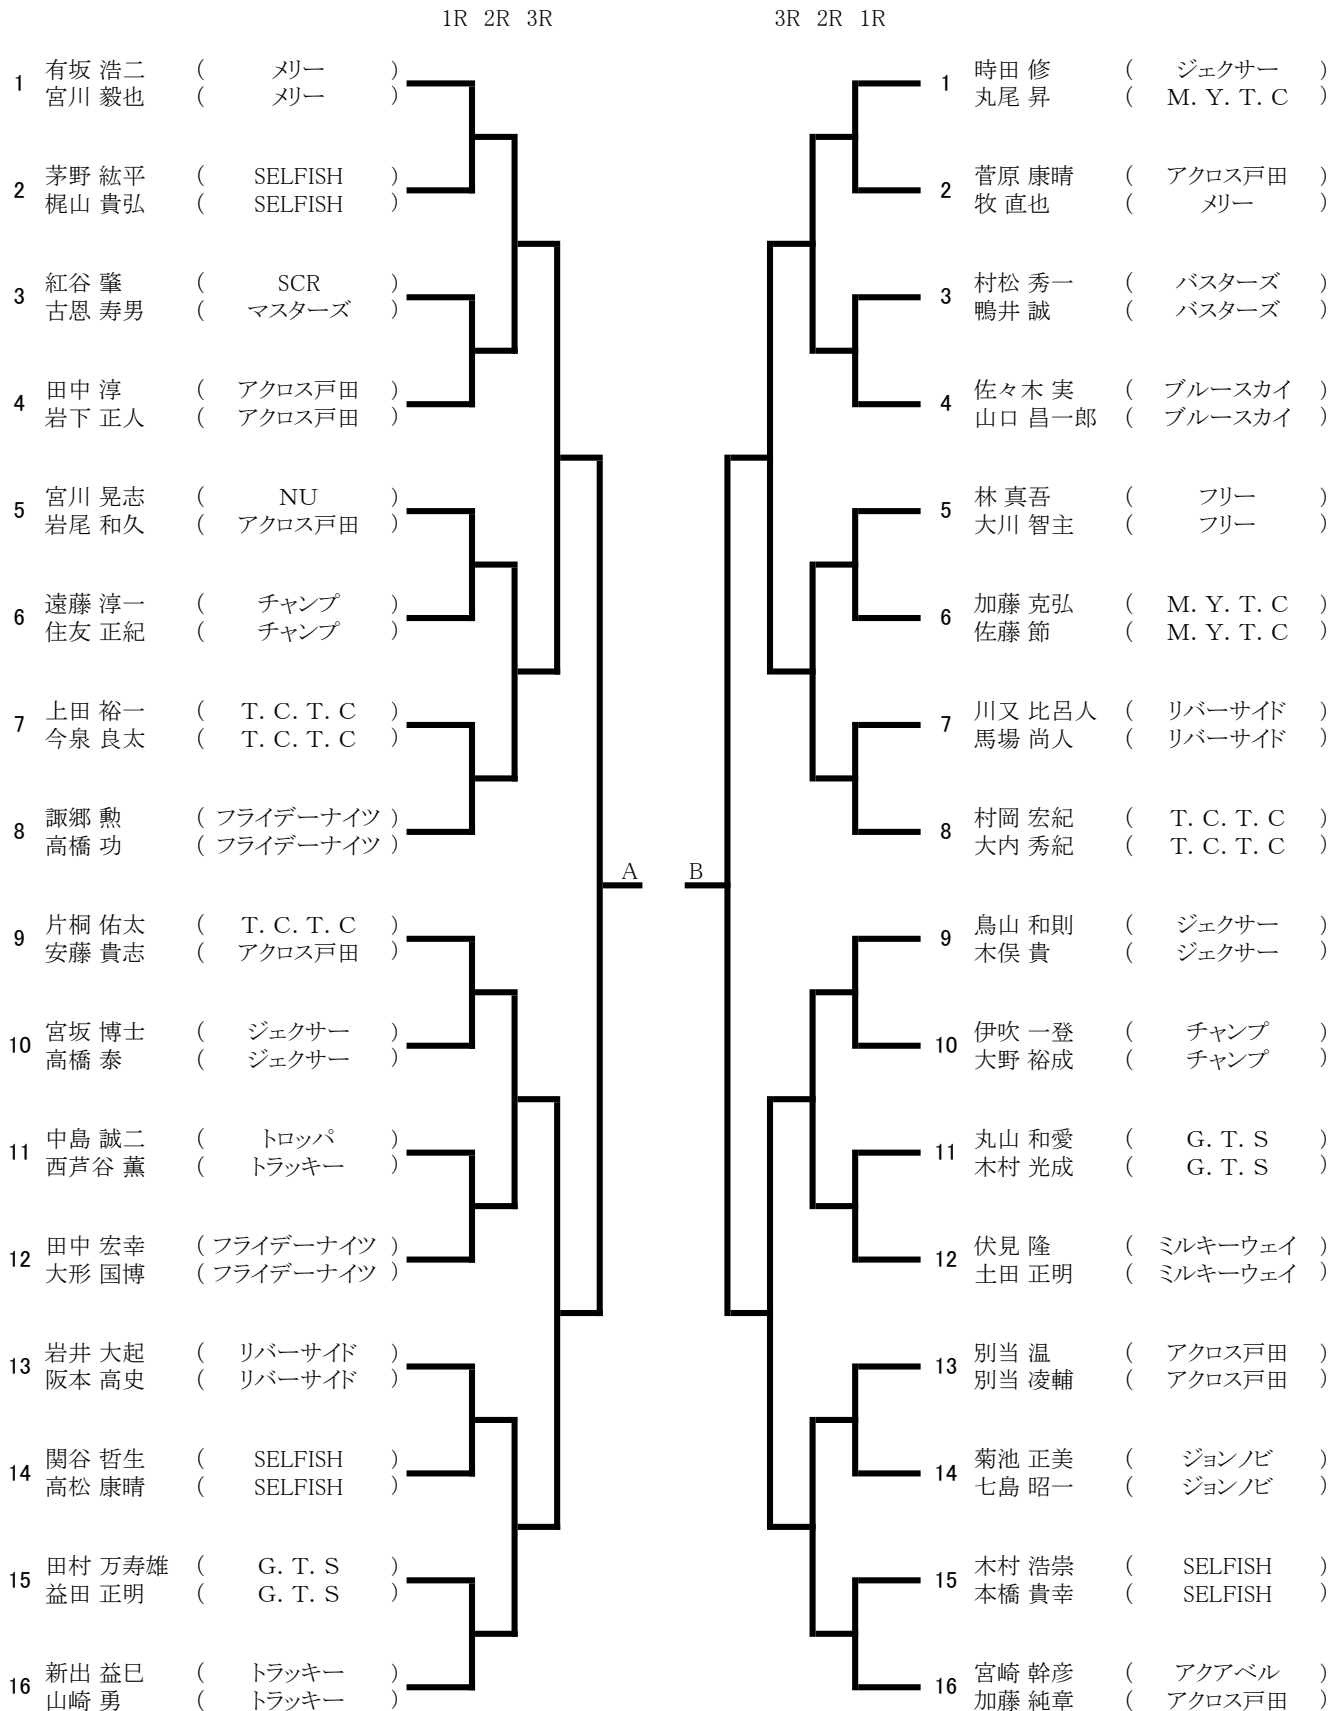 1R 2R 3R
1 有坂 浩二 ( メリー )
宮川 毅也 ( メリー )
2 茅野 紘平 ( SELFISH )
梶山 貴弘 ( SELFISH )
3 紅谷 肇 ( SCR )
古恩 寿男 ( マスターズ )
4 田中 淳 ( アクロス戸田 )
岩下 正人 ( アクロス戸田 )
5 宮川 晃志 ( NU )
岩尾 和久 ( アクロス戸田 )
6 遠藤 淳一 ( チャンプ )
住友 正紀 ( チャンプ )
7 上田 裕一 ( T. C. T. C )
今泉 良太 ( T. C. T. C )
8 諏郷 勲 ( フライデーナイツ )
高橋 功 ( フライデーナイツ )
A
9 片桐 佑太 ( T. C. T. C )
安藤 貴志 ( アクロス戸田 )
10 宮坂 博士 ( ジェクサー )
高橋 泰 ( ジェクサー )
11 中島 誠二 ( トロッパ )
西芦谷 薫 ( トラッキー )
12 田中 宏幸 ( フライデーナイツ )
大形 国博 ( フライデーナイツ )
13 岩井 大起 ( リバーサイド )
阪本 高史 ( リバーサイド )
14 関谷 哲生 ( SELFISH )
高松 康晴 ( SELFISH )
15 田村 万寿雄 ( G. T. S )
益田 正明 ( G. T. S )
16 新出 益巳 ( トラッキー )
山崎 勇 ( トラッキー )
3R 2R 1R
1 時田 修 ( ジェクサー )
丸尾 昇 ( M. Y. T. C )
2 菅原 康晴 ( アクロス戸田 )
牧 直也 ( メリー )
3 村松 秀一 ( バスターズ )
鴨井 誠 ( バスターズ )
4 佐々木 実 ( ブルースカイ )
山口 昌一郎 ( ブルースカイ )
5 林 真吾 ( フリー )
大川 智主 ( フリー )
6 加藤 克弘 ( M. Y. T. C )
佐藤 節 ( M. Y. T. C )
7 川又 比呂人 ( リバーサイド )
馬場 尚人 ( リバーサイド )
8 村岡 宏紀 ( T. C. T. C )
大内 秀紀 ( T. C. T. C )
B
9 鳥山 和則 ( ジェクサー )
木俣 貴 ( ジェクサー )
10 伊吹 一登 ( チャンプ )
大野 裕成 ( チャンプ )
11 丸山 和愛 ( G. T. S )
木村 光成 ( G. T. S )
12 伏見 隆 ( ミルキーウェイ )
土田 正明 ( ミルキーウェイ )
13 別当 温 ( アクロス戸田 )
別当 凌輔 ( アクロス戸田 )
14 菊池 正美 ( ジョンノビ )
七島 昭一 ( ジョンノビ )
15 木村 浩崇 ( SELFISH )
本橋 貴幸 ( SELFISH )
16 宮崎 幹彦 ( アクアベル )
加藤 純章 ( アクロス戸田 )